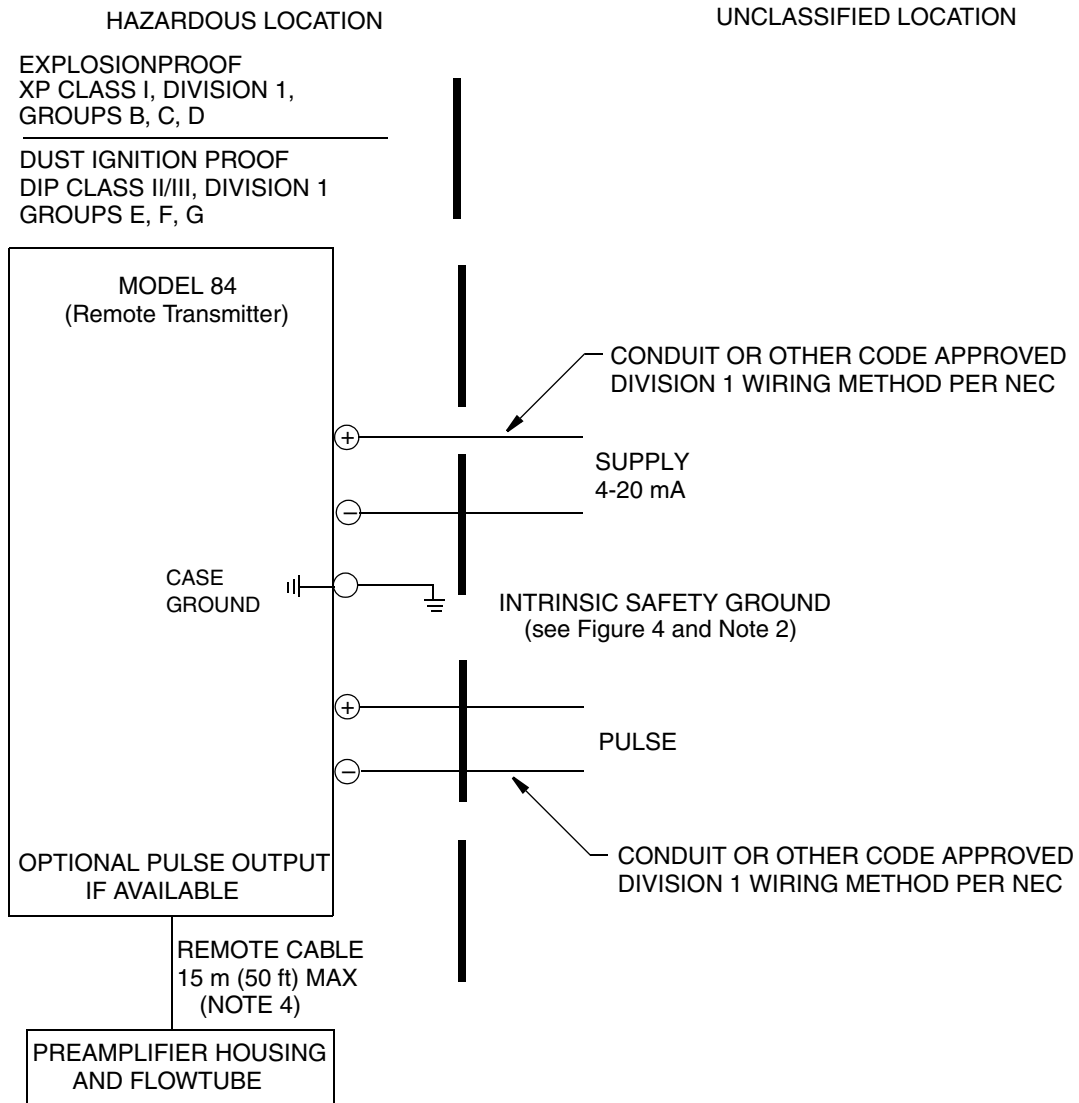 HAZARDOUS LOCATION
UNCLASSIFIED LOCATION
EXPLOSIONPROOF
XP CLASS I, DIVISION 1,
GROUPS B, C, D
DUST IGNITION PROOF
DIP CLASS II/III, DIVISION 1
GROUPS E, F, G
MODEL 84
(Remote Transmitter)
CONDUIT OR OTHER CODE APPROVED
DIVISION 1 WIRING METHOD PER NEC
+
SUPPLY
4-20 mA
−
CASE
GROUND
INTRINSIC SAFETY GROUND
(see Figure 4 and Note 2)
+
PULSE
−
CONDUIT OR OTHER CODE APPROVED
DIVISION 1 WIRING METHOD PER NEC
OPTIONAL PULSE OUTPUT
IF AVAILABLE
REMOTE CABLE
15 m (50 ft) MAX
(NOTE 4)
PREAMPLIFIER HOUSING
AND FLOWTUBE